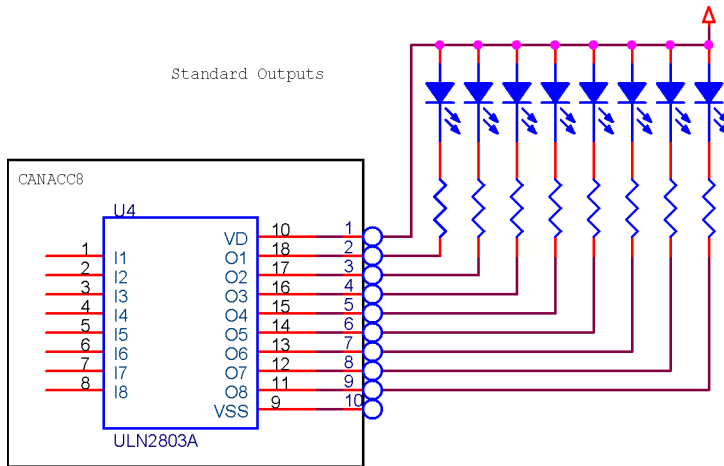 Standard Outputs
CANACC8
U4
VD 10 1
1 I1 O1 18 2
2 I2 O2 17 3
3 I3 O3 16 4
4 I4 O4 15 5
5 I5 O5 14 6
6 I6 O6 13 7
7 I7 O7 12 8
8 I8 O8 11 9
VSS 9 10
ULN2803A